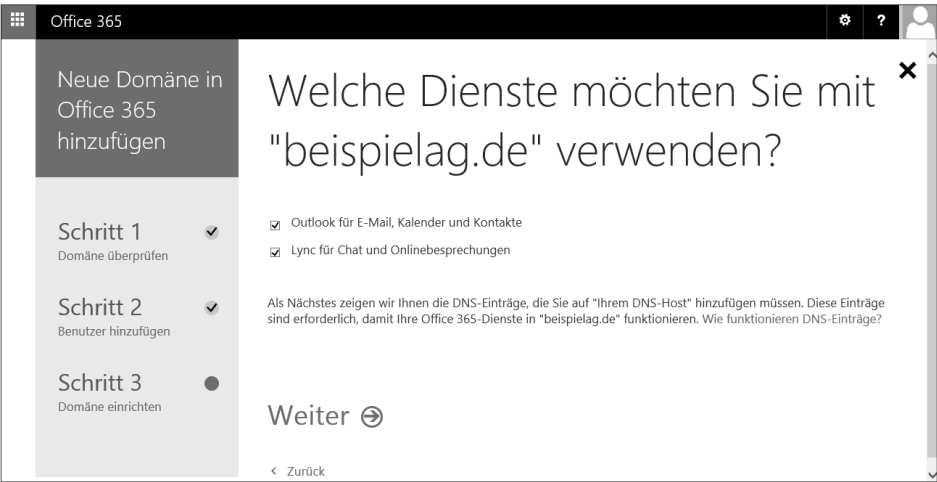 Office 365
?
Neue Domäne in
Office 365
hinzufügen
Schritt 1
Domäne überprüfen
Schritt 2
Benutzer hinzufügen
Schritt 3
Domäne einrichten
Welche Dienste möchten Sie mit
"beispielag.de" verwenden?
Outlook für E-Mail, Kalender und Kontakte
Lync für Chat und Onlinebesprechungen
Als Nächstes zeigen wir Ihnen die DNS-Einträge, die Sie auf "Ihrem DNS-Host" hinzufügen müssen. Diese Einträge
sind erforderlich, damit Ihre Office 365-Dienste in "beispielag.de" funktionieren. Wie funktionieren DNS-Einträge?
Weiter
< Zurück